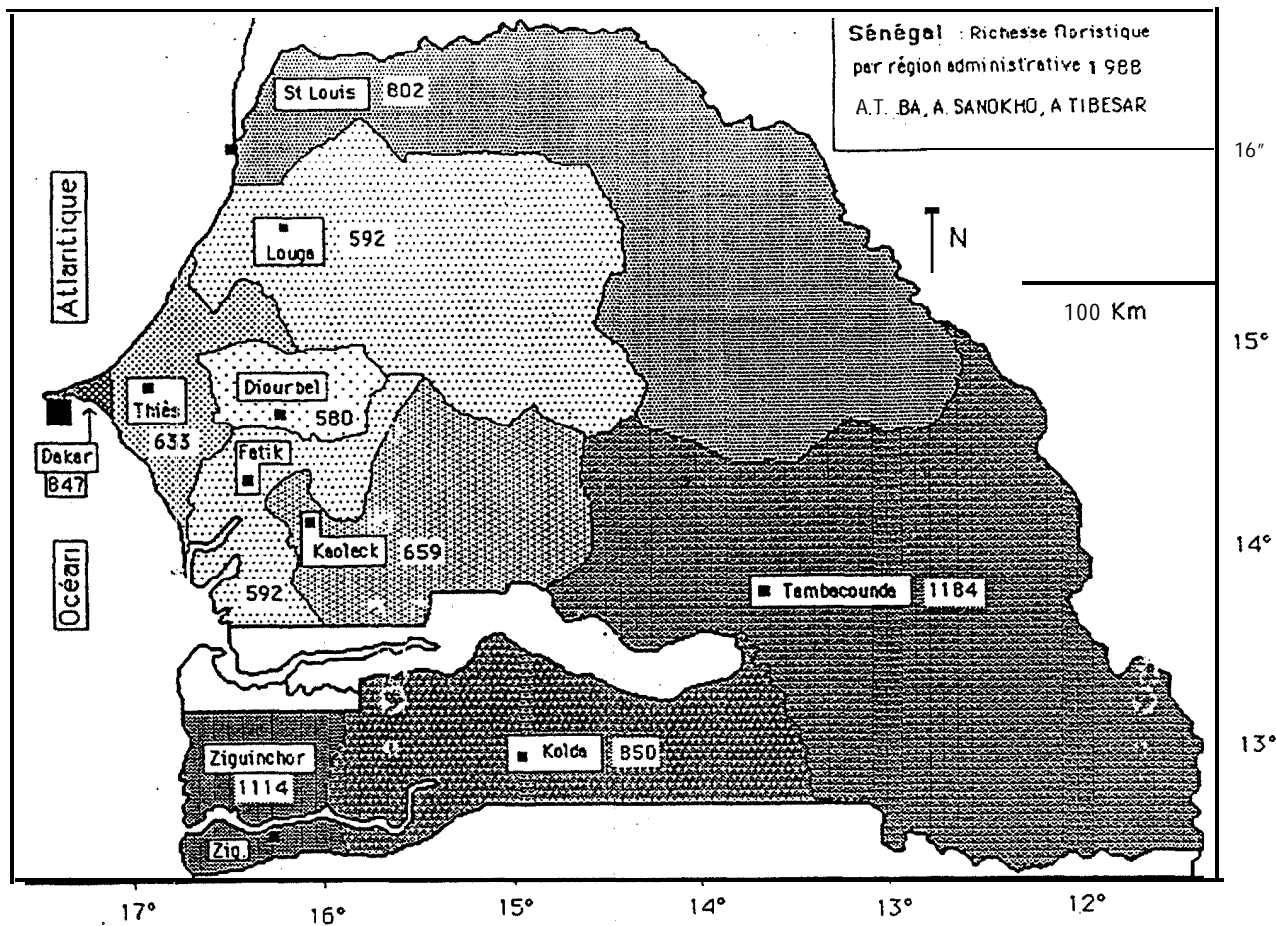 Sénégal : Richesse floristique
par région administrative 1 988
A.T. .BA, A. SANOKHO, A TIBESAR
St Louis 802
16"
Atlantique
Louga
592
N
100 Km
15°
Diourbel
580
Thiès
633
Dakar
847
Fatik
Kaoleck 659
592
14°
Océan
Tambacounda 1184
Ziguinchor
1114
Kolda 850
13°
Zig.
17° 16° 15° 14° 13° 12°